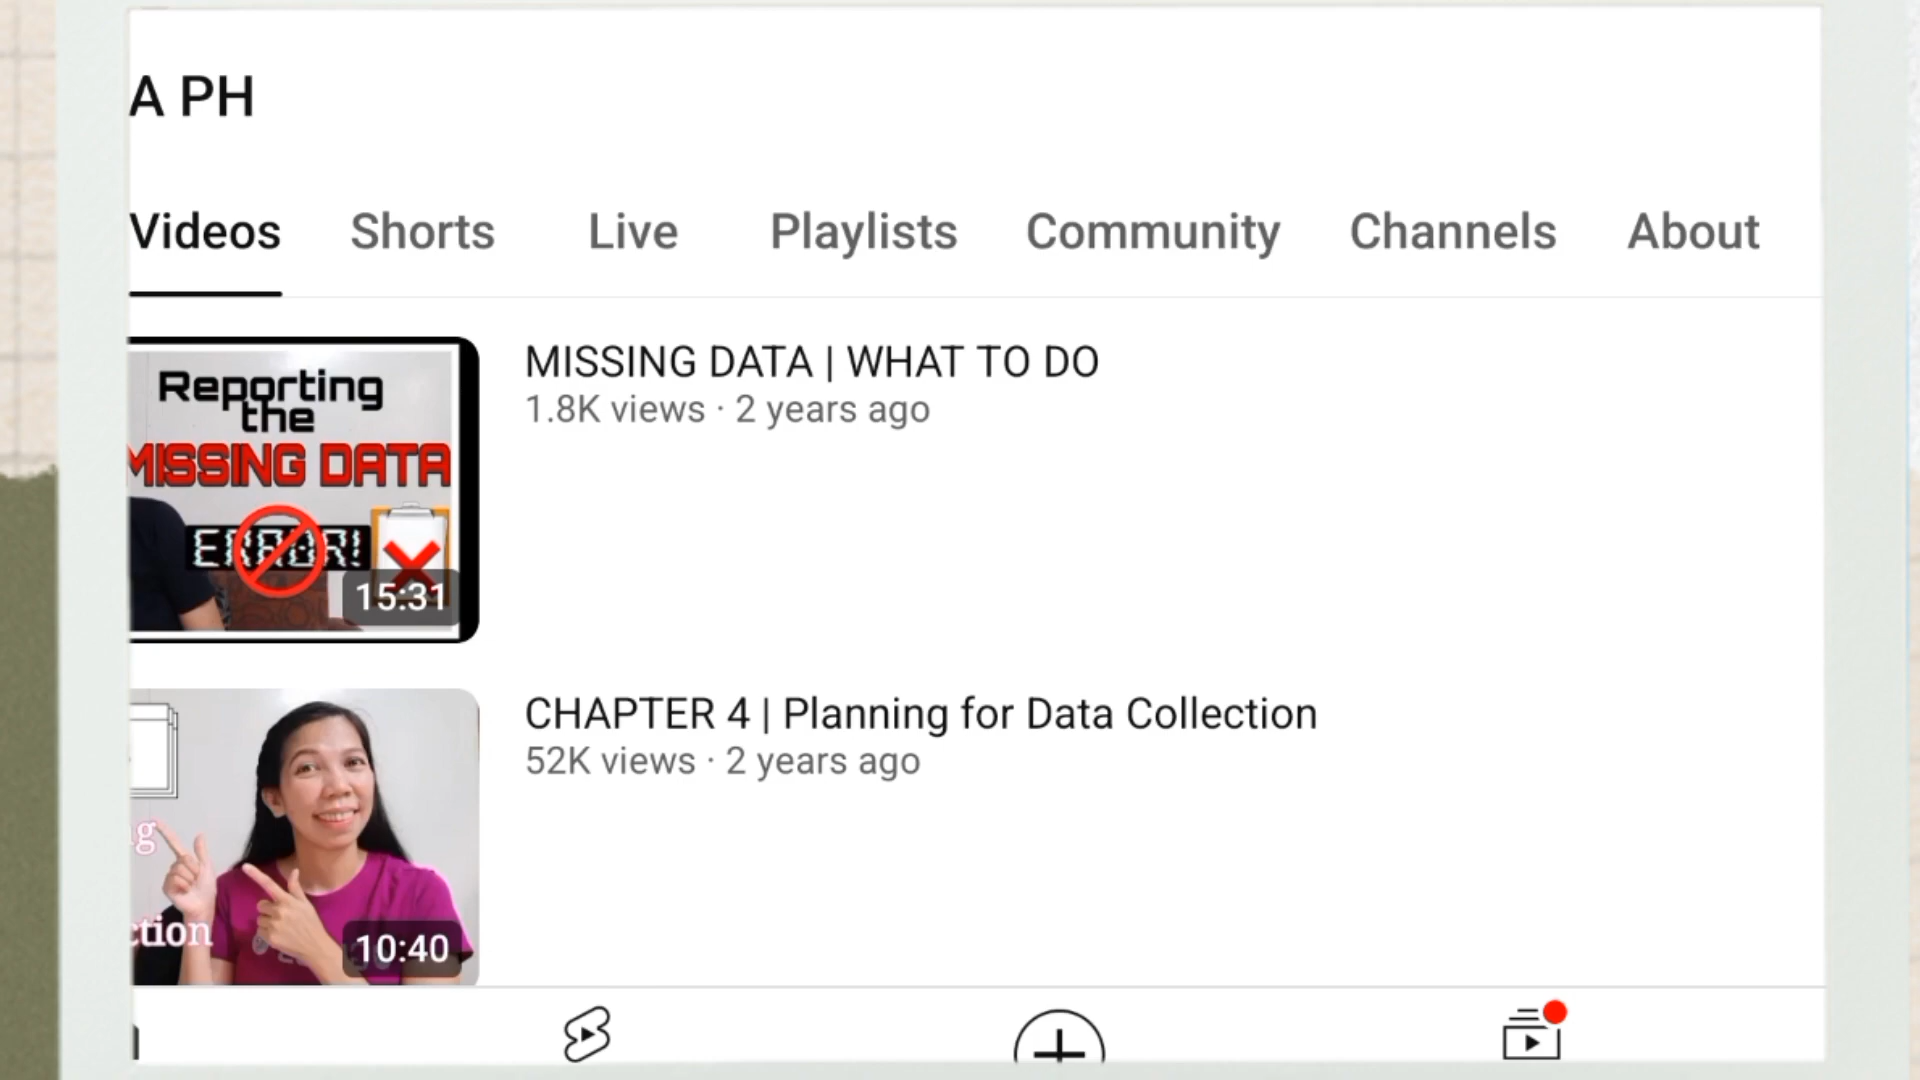 A PH
Videos Shorts Live Playlists Community Channels About
Reporting
the
MISSING DATA
ERROR!
15:31
MISSING DATA | WHAT TO DO
1.8K views · 2 years ago
g
ction
10:40
CHAPTER 4 | Planning for Data Collection
52K views · 2 years ago